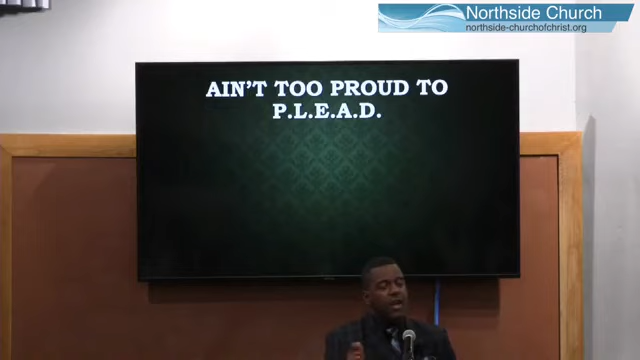 Northside Church
northside-churchofchrist.org
AIN'T TOO PROUD TO
P.L.E.A.D.